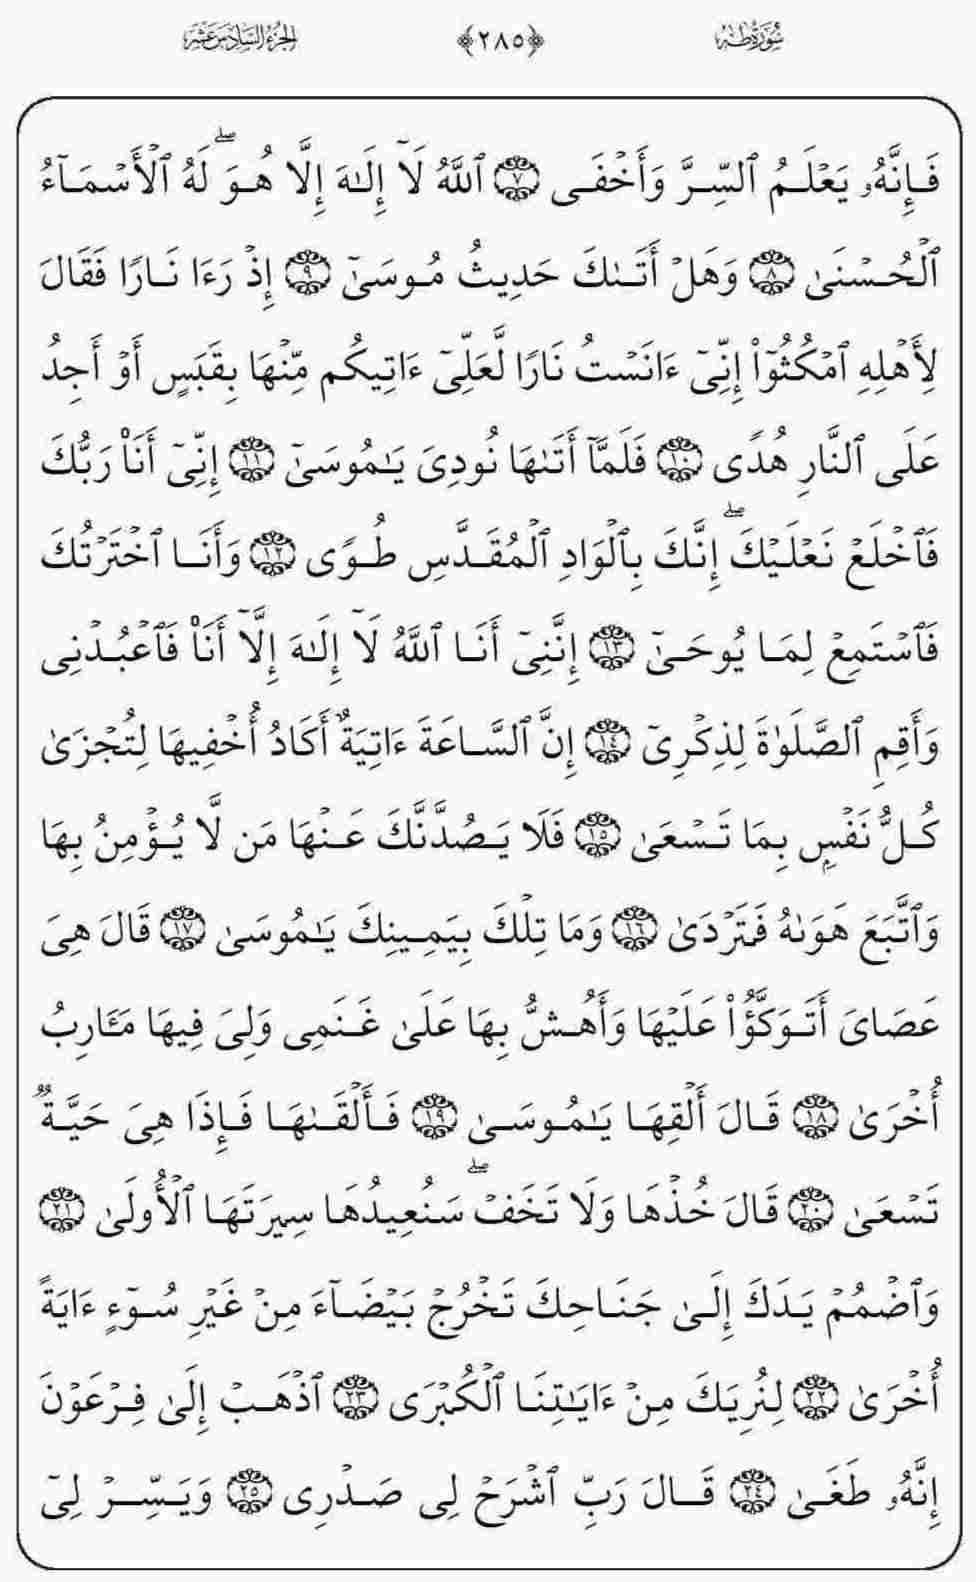 سُورَةُ طه ﴿٢٨٥﴾ الجُزْءُ السَّادِسَ عَشَرَ
فَإِنَّهُۥ يَعْلَمُ ٱلسِّرَّ وَأَخْفَى ٧ ٱللَّهُ لَآ إِلَٰهَ إِلَّا هُوَۖ لَهُ ٱلْأَسْمَآءُ
ٱلْحُسْنَىٰ ٨ وَهَلْ أَتَىٰكَ حَدِيثُ مُوسَىٰٓ ٩ إِذْ رَءَا نَارًا فَقَالَ
لِأَهْلِهِ ٱمْكُثُوٓا۟ إِنِّىٓ ءَانَسْتُ نَارًا لَّعَلِّىٓ ءَاتِيكُم مِّنْهَا بِقَبَسٍ أَوْ أَجِدُ
عَلَى ٱلنَّارِ هُدًى ١٠ فَلَمَّآ أَتَىٰهَا نُودِىَ يَٰمُوسَىٰٓ ١١ إِنِّىٓ أَنَا۠ رَبُّكَ
فَٱخْلَعْ نَعْلَيْكَۖ إِنَّكَ بِٱلْوَادِ ٱلْمُقَدَّسِ طُوًى ١٢ وَأَنَا ٱخْتَرْتُكَ
فَٱسْتَمِعْ لِمَا يُوحَىٰٓ ١٣ إِنَّنِىٓ أَنَا ٱللَّهُ لَآ إِلَٰهَ إِلَّآ أَنَا۠ فَٱعْبُدْنِى
وَأَقِمِ ٱلصَّلَوٰةَ لِذِكْرِىٓ ١٤ إِنَّ ٱلسَّاعَةَ ءَاتِيَةٌ أَكَادُ أُخْفِيهَا لِتُجْزَىٰ
كُلُّ نَفْسٍۭ بِمَا تَسْعَىٰ ١٥ فَلَا يَصُدَّنَّكَ عَنْهَا مَن لَّا يُؤْمِنُ بِهَا
وَٱتَّبَعَ هَوَىٰهُ فَتَرْدَىٰ ١٦ وَمَا تِلْكَ بِيَمِينِكَ يَٰمُوسَىٰ ١٧ قَالَ هِىَ
عَصَاىَ أَتَوَكَّؤُا۟ عَلَيْهَا وَأَهُشُّ بِهَا عَلَىٰ غَنَمِى وَلِىَ فِيهَا مَـَٔارِبُ
أُخْرَىٰ ١٨ قَالَ أَلْقِهَا يَٰمُوسَىٰ ١٩ فَأَلْقَىٰهَا فَإِذَا هِىَ حَيَّةٌ
تَسْعَىٰ ٢٠ قَالَ خُذْهَا وَلَا تَخَفْۖ سَنُعِيدُهَا سِيرَتَهَا ٱلْأُولَىٰ ٢١
وَٱضْمُمْ يَدَكَ إِلَىٰ جَنَاحِكَ تَخْرُجْ بَيْضَآءَ مِنْ غَيْرِ سُوٓءٍ ءَايَةً
أُخْرَىٰ ٢٢ لِنُرِيَكَ مِنْ ءَايَٰتِنَا ٱلْكُبْرَى ٢٣ ٱذْهَبْ إِلَىٰ فِرْعَوْنَ
إِنَّهُۥ طَغَىٰ ٢٤ قَالَ رَبِّ ٱشْرَحْ لِى صَدْرِى ٢٥ وَيَسِّرْ لِىٓ